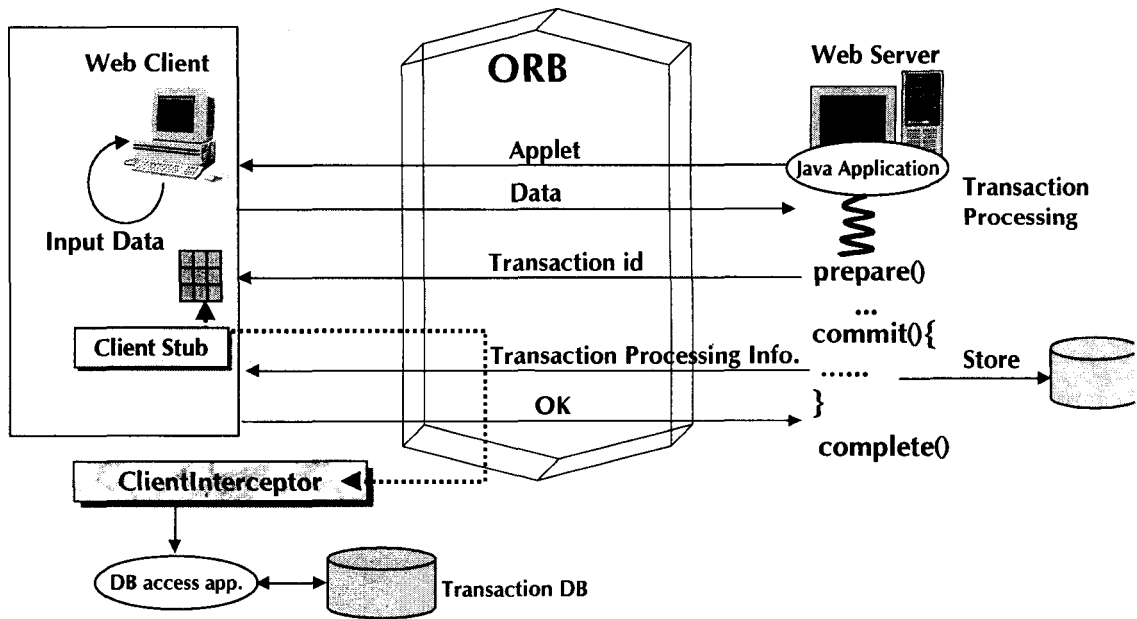 Web Client
ORB
Web Server
Applet
Java Application
Data
Transaction
Processing
Input Data
Transaction id
prepare()
...
commit(){
Client Stub
Transaction Processing Info.
......
Store
OK
}
complete()
ClientInterceptor
DB access app.
Transaction DB